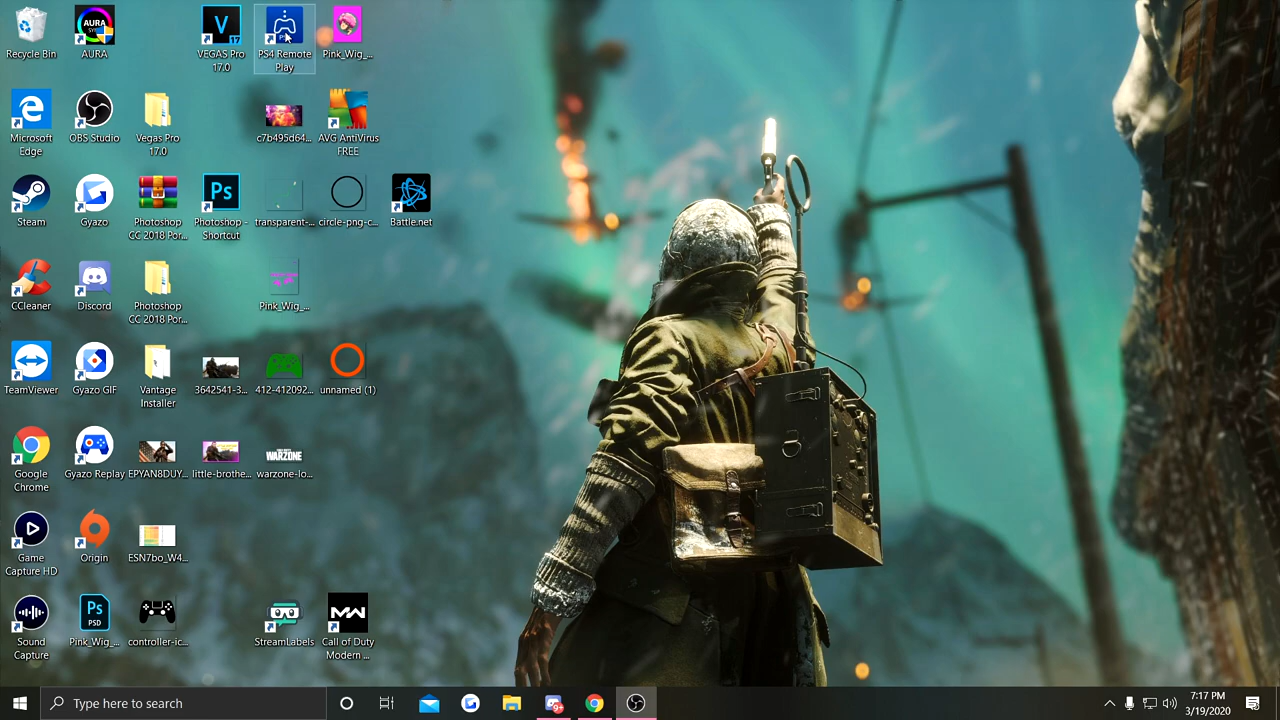 Recycle Bin
AURA
VEGAS Pro
17.0
PS4 Remote
Play
Pink_Wig_...
Microsoft
Edge
OBS Studio
Vegas Pro
17.0
c7b495d64...
AVG AntiVirus
FREE
Steam
Gyazo
Photoshop
CC 2018 Por...
Photoshop -
Shortcut
transparent-...
circle-png-c...
Battle.net
CCleaner
Discord
Photoshop
CC 2018 Por...
Pink_Wig_...
TeamViewer
Gyazo GIF
Vantage
Installer
3642541-3...
412-412092...
unnamed (1)
Google
Chrome
Gyazo Replay
EPYAN8DUY...
little-brothe...
WARZONE
warzone-lo...
Game
Capture HD
Origin
ESN7bo_W4...
Sound
Capture
Ps
PSD
Pink_Wig_...
controller-ic...
StreamLabels
Call of Duty
Modern ...
Type here to search
7:17 PM
3/19/2020